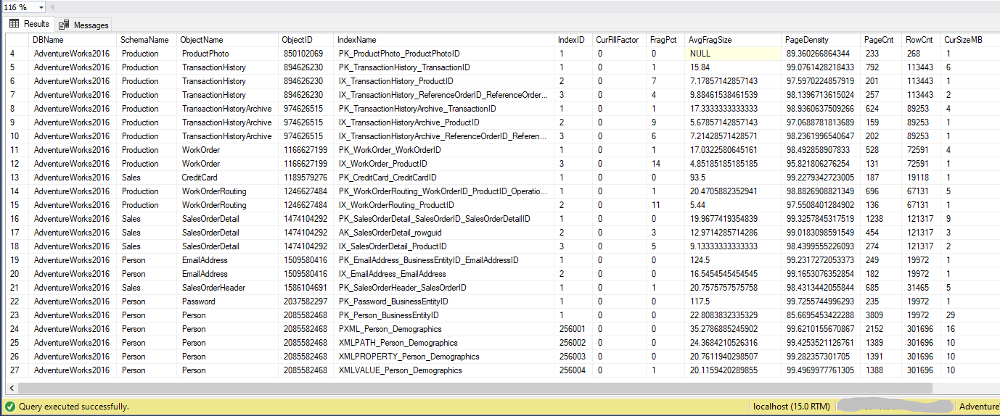 116 %
Results Messages
DBName SchemaName ObjectName ObjectID IndexName IndexID CurFillFactor FragPct AvgFragSize PageDensity PageCnt RowCnt CurSizeMB
4 AdventureWorks2016 Production ProductPhoto 850102069 PK_ProductPhoto_ProductPhotoID 1 0 0 NULL 89.360266864344 233 268 1
5 AdventureWorks2016 Production TransactionHistory 894626230 PK_TransactionHistory_TransactionID 1 0 1 15.84 99.0761428218433 792 113443 6
6 AdventureWorks2016 Production TransactionHistory 894626230 IX_TransactionHistory_ProductID 2 0 7 7.17857142857143 97.5970224857919 201 113443 1
7 AdventureWorks2016 Production TransactionHistory 894626230 IX_TransactionHistory_ReferenceOrderID_ReferenceOrder... 3 0 4 9.88461538461539 98.1396713615024 257 113443 2
8 AdventureWorks2016 Production TransactionHistoryArchive 974626515 PK_TransactionHistoryArchive_TransactionID 1 0 1 17.3333333333333 98.9360637509266 624 89253 4
9 AdventureWorks2016 Production TransactionHistoryArchive 974626515 IX_TransactionHistoryArchive_ProductID 2 0 9 5.67857142857143 97.0688781813689 159 89253 1
10 AdventureWorks2016 Production TransactionHistoryArchive 974626515 IX_TransactionHistoryArchive_ReferenceOrderID_Referen... 3 0 6 7.21428571428571 98.2361996540647 202 89253 1
11 AdventureWorks2016 Production WorkOrder 1166627199 PK_WorkOrder_WorkOrderID 1 0 1 17.0322580645161 98.492858907833 528 72591 4
12 AdventureWorks2016 Production WorkOrder 1166627199 IX_WorkOrder_ProductID 3 0 14 4.85185185185185 95.821806276254 131 72591 1
13 AdventureWorks2016 Sales CreditCard 1189579276 PK_CreditCard_CreditCardID 1 0 0 93.5 99.2279342723005 187 19118 1
14 AdventureWorks2016 Production WorkOrderRouting 1246627484 PK_WorkOrderRouting_WorkOrderID_ProductID_Operatio... 1 0 1 20.4705882352941 98.8826908821349 696 67131 5
15 AdventureWorks2016 Production WorkOrderRouting 1246627484 IX_WorkOrderRouting_ProductID 2 0 11 5.44 97.5508401284902 136 67131 1
16 AdventureWorks2016 Sales SalesOrderDetail 1474104292 PK_SalesOrderDetail_SalesOrderID_SalesOrderDetailID 1 0 0 19.9677419354839 99.3257845317519 1238 121317 9
17 AdventureWorks2016 Sales SalesOrderDetail 1474104292 AK_SalesOrderDetail_rowguid 2 0 3 12.9714285714286 99.0183098591549 454 121317 3
18 AdventureWorks2016 Sales SalesOrderDetail 1474104292 IX_SalesOrderDetail_ProductID 3 0 5 9.13333333333333 98.4399555226093 274 121317 2
19 AdventureWorks2016 Person EmailAddress 1509580416 PK_EmailAddress_BusinessEntityID_EmailAddressID 1 0 0 124.5 99.2317272053373 249 19972 1
20 AdventureWorks2016 Person EmailAddress 1509580416 IX_EmailAddress_EmailAddress 2 0 0 16.5454545454545 99.1653076352854 182 19972 1
21 AdventureWorks2016 Sales SalesOrderHeader 1586104691 PK_SalesOrderHeader_SalesOrderID 1 0 1 20.7575757575758 98.4313442055844 685 31465 5
22 AdventureWorks2016 Person Password 2037582297 PK_Password_BusinessEntityID 1 0 0 117.5 99.7255744996293 235 19972 1
23 AdventureWorks2016 Person Person 2085582468 PK_Person_BusinessEntityID 1 0 0 22.8083832335329 85.6695453422288 3809 19972 29
24 AdventureWorks2016 Person Person 2085582468 PXML_Person_Demographics 256001 0 0 35.2786885245902 99.6210155670867 2152 301696 16
25 AdventureWorks2016 Person Person 2085582468 XMLPATH_Person_Demographics 256002 0 0 24.3684210526316 99.4253521126761 1389 301696 10
26 AdventureWorks2016 Person Person 2085582468 XMLPROPERTY_Person_Demographics 256003 0 0 20.7611940298507 99.282357301705 1391 301696 10
27 AdventureWorks2016 Person Person 2085582468 XMLVALUE_Person_Demographics 256004 0 1 20.1159420289855 99.4969977761305 1388 301696 10
Query executed successfully. localhost (15.0 RTM) Adventure